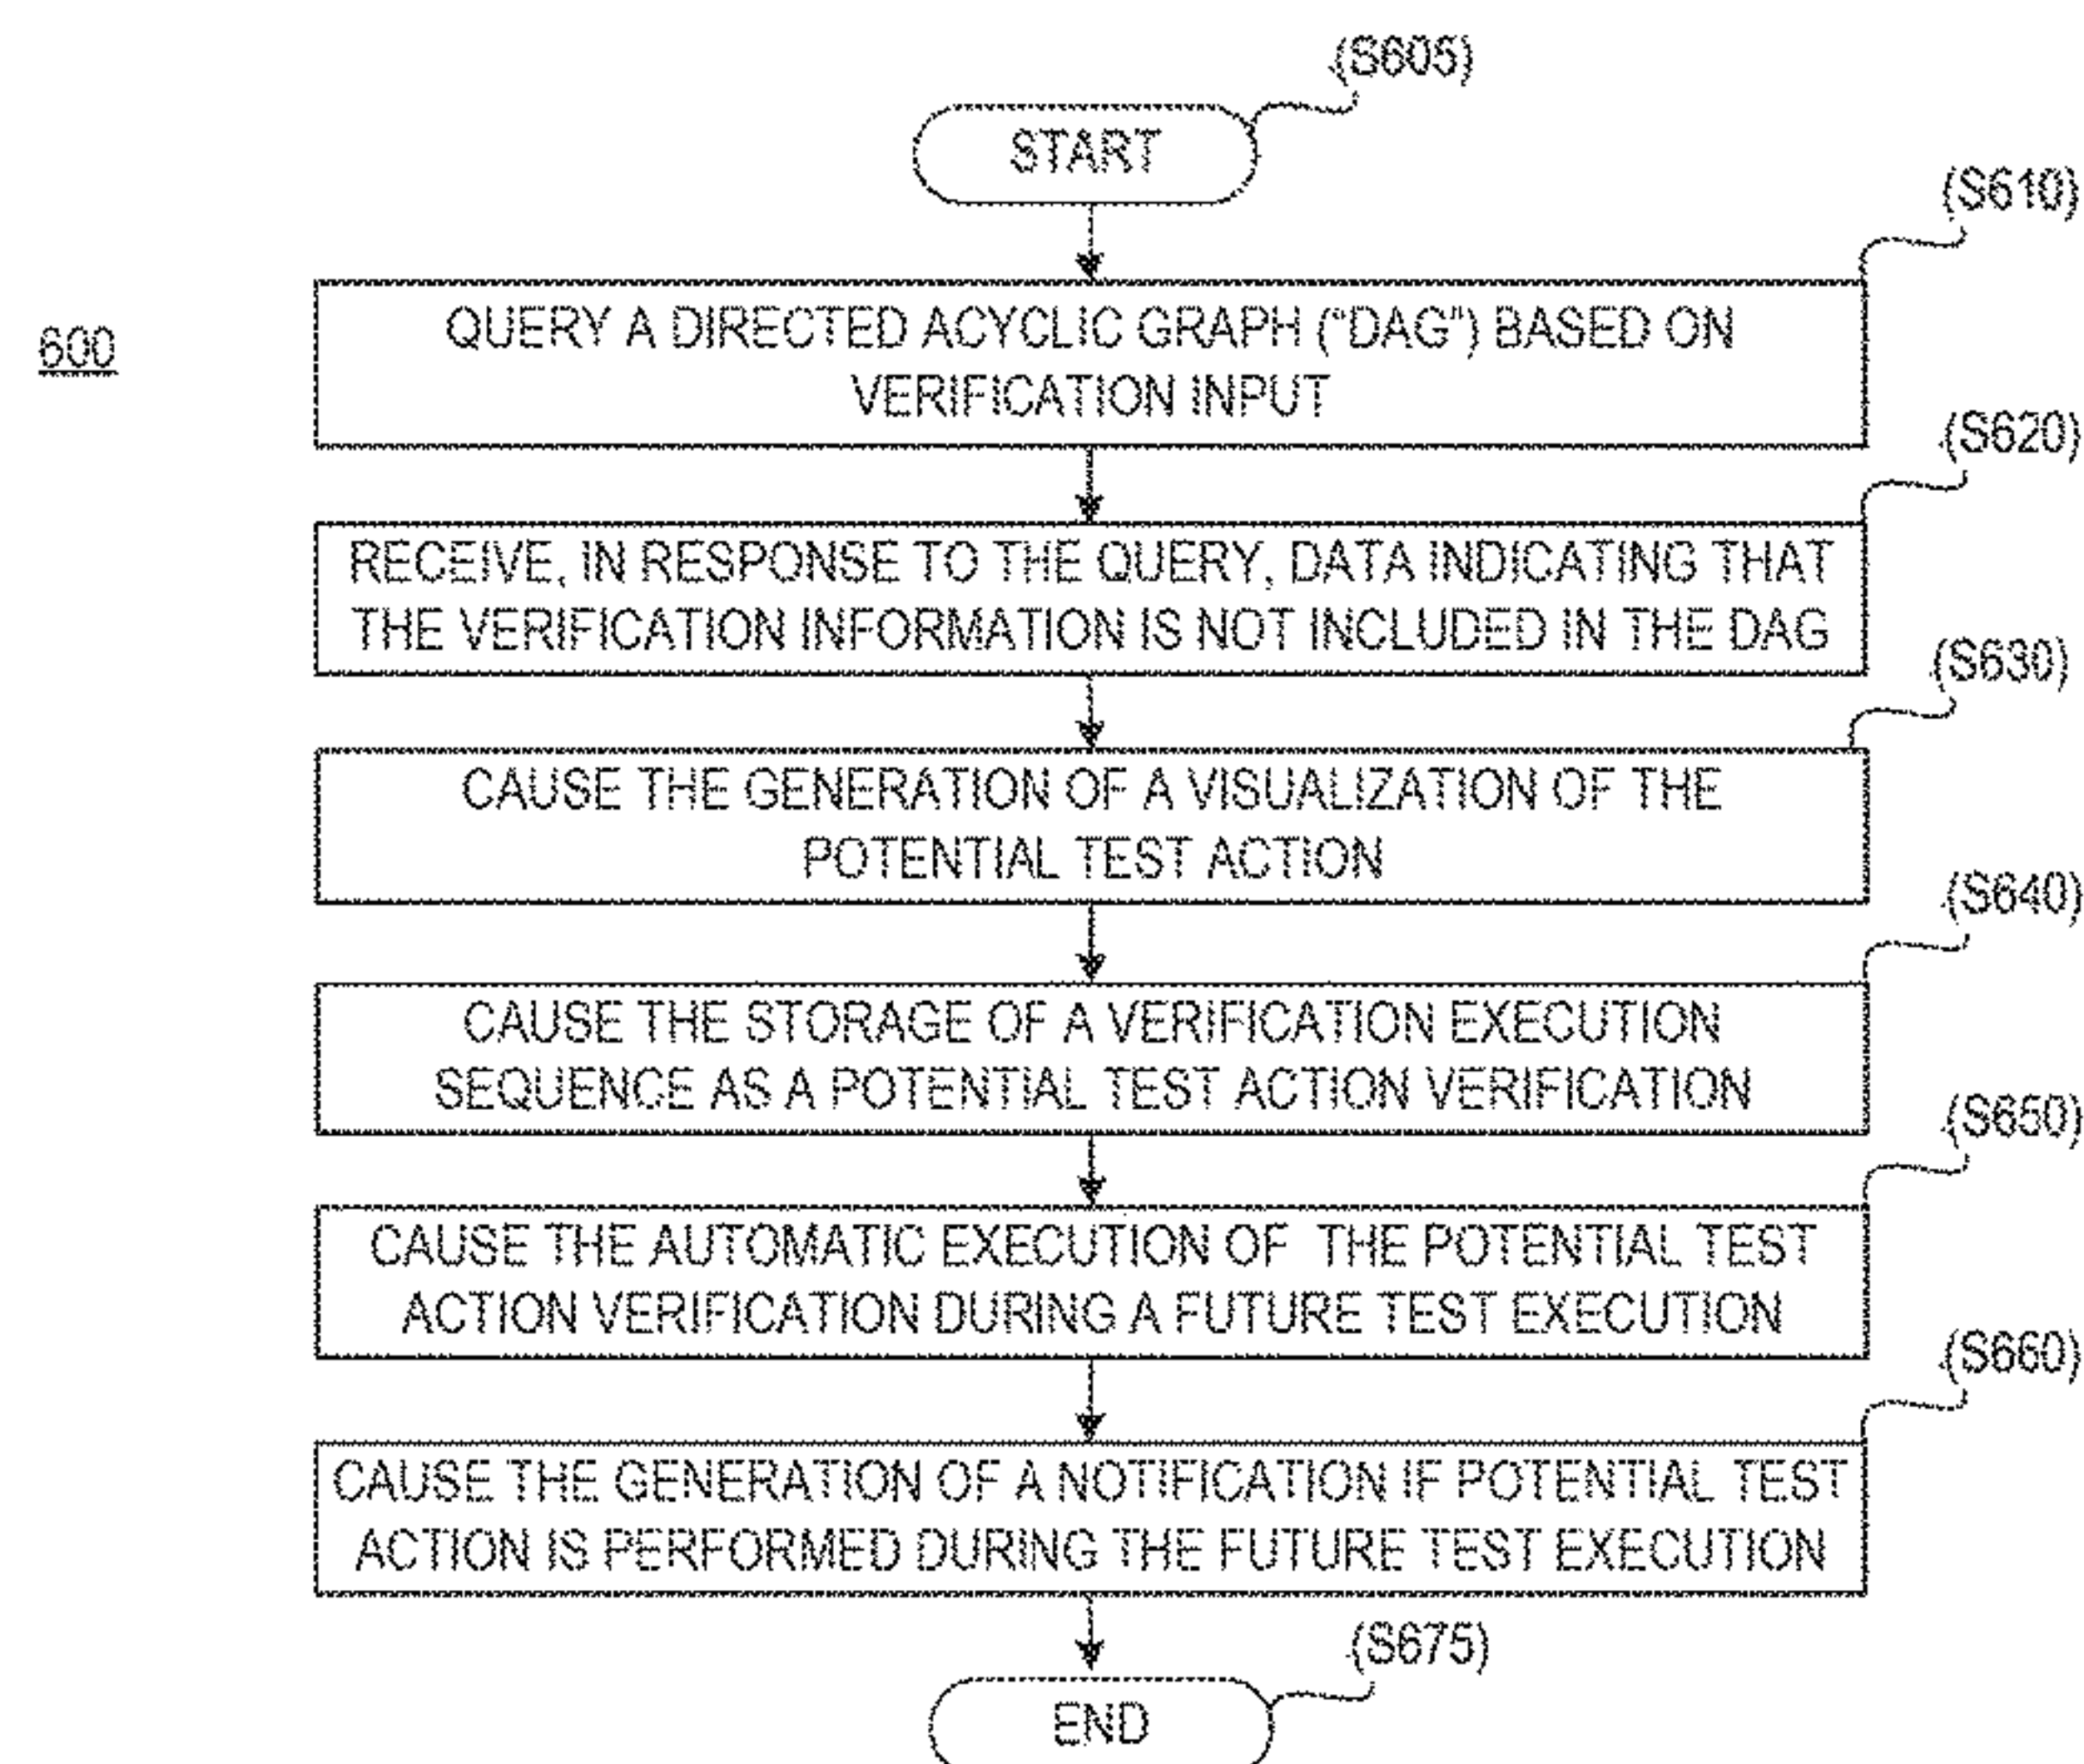 (S605)
START
(S610)
600
QUERY A DIRECTED ACYCLIC GRAPH ("DAG") BASED ON
VERIFICATION INPUT
(S620)
RECEIVE, IN RESPONSE TO THE QUERY, DATA INDICATING THAT
THE VERIFICATION INFORMATION IS NOT INCLUDED IN THE DAG
(S630)
CAUSE THE GENERATION OF A VISUALIZATION OF THE
POTENTIAL TEST ACTION
(S640)
CAUSE THE STORAGE OF A VERIFICATION EXECUTION
SEQUENCE AS A POTENTIAL TEST ACTION VERIFICATION
(S650)
CAUSE THE AUTOMATIC EXECUTION OF THE POTENTIAL TEST
ACTION VERIFICATION DURING A FUTURE TEST EXECUTION
(S660)
CAUSE THE GENERATION OF A NOTIFICATION IF POTENTIAL TEST
ACTION IS PERFORMED DURING THE FUTURE TEST EXECUTION
(S675)
END